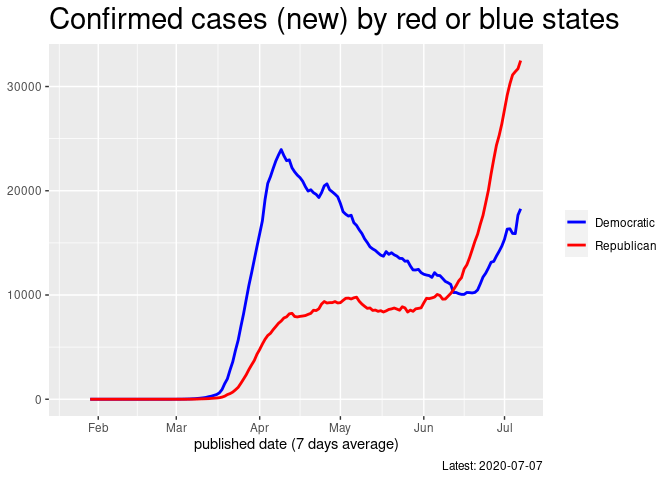 Confirmed cases (new) by red or blue states
30000
20000
10000
0
Democratic
Republican
Feb Mar Apr May Jun Jul
published date (7 days average)
Latest: 2020-07-07